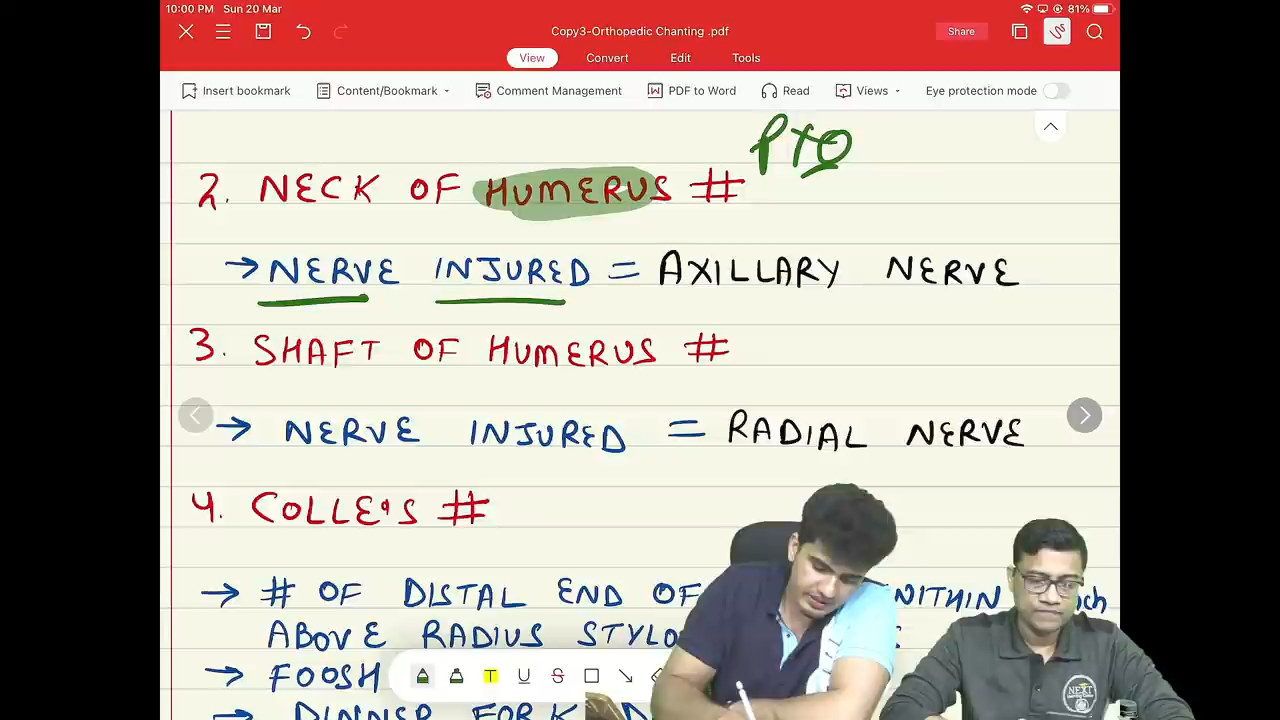 10:00 PM Sun 20 Mar
81%
Copy3-Orthopedic Chanting .pdf
Share
View Convert Edit Tools
Insert bookmark Content/Bookmark Comment Management PDF to Word Read Views Eye protection mode
PTO
2. NECK OF HUMERUS #
→ NERVE INJURED = AXILLARY NERVE
3. SHAFT OF HUMERUS #
→ NERVE INJURED = RADIAL NERVE
4. COLLE'S #
→ # OF DISTAL END OF WITHIN
ABOVE RADIUS
→ FOOSH
→ DINNER FORK
T U S
NEXT